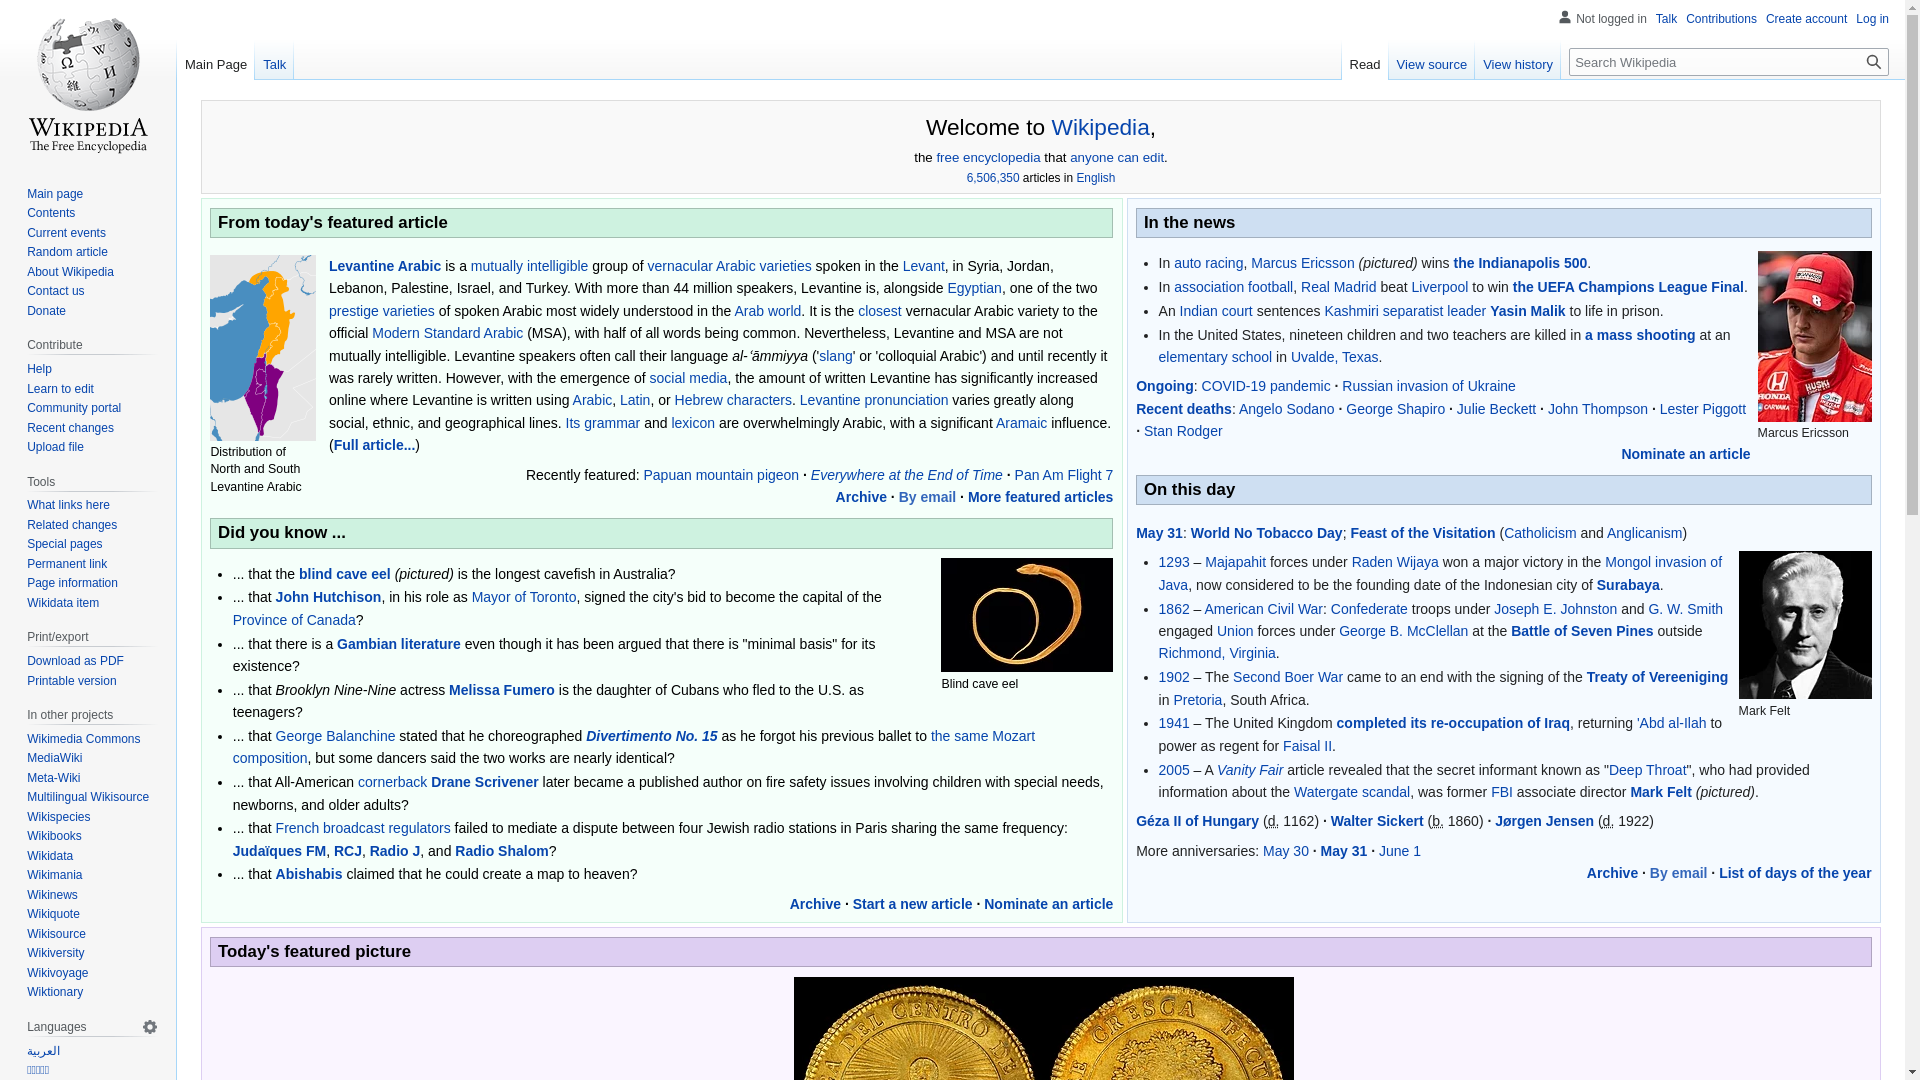 Not logged in Talk Contributions Create account Log in
Main Page Talk Read View source View history Search Wikipedia
WIKIPEDIA
The Free Encyclopedia
Main page
Contents
Current events
Random article
About Wikipedia
Contact us
Donate
Contribute
Help
Learn to edit
Community portal
Recent changes
Upload file
Tools
What links here
Related changes
Special pages
Permanent link
Page information
Wikidata item
Print/export
Download as PDF
Printable version
In other projects
Wikimedia Commons
MediaWiki
Meta-Wiki
Multilingual Wikisource
Wikispecies
Wikibooks
Wikidata
Wikimania
Wikinews
Wikiquote
Wikisource
Wikiversity
Wikivoyage
Wiktionary
Languages
العربية
Welcome to Wikipedia,
the free encyclopedia that anyone can edit.
6,506,350 articles in English
From today's featured article
Distribution of
North and South
Levantine Arabic
Levantine Arabic is a mutually intelligible group of vernacular Arabic varieties spoken in the Levant, in Syria, Jordan,
Lebanon, Palestine, Israel, and Turkey. With more than 44 million speakers, Levantine is, alongside Egyptian, one of the two
prestige varieties of spoken Arabic most widely understood in the Arab world. It is the closest vernacular Arabic variety to the
official Modern Standard Arabic (MSA), with half of all words being common. Nevertheless, Levantine and MSA are not
mutually intelligible. Levantine speakers often call their language al-ʿāmmiyya ('slang' or 'colloquial Arabic') and until recently it
was rarely written. However, with the emergence of social media, the amount of written Levantine has significantly increased
online where Levantine is written using Arabic, Latin, or Hebrew characters. Levantine pronunciation varies greatly along
social, ethnic, and geographical lines. Its grammar and lexicon are overwhelmingly Arabic, with a significant Aramaic influence.
(Full article...)
Recently featured: Papuan mountain pigeon · Everywhere at the End of Time · Pan Am Flight 7
Archive · By email · More featured articles
Did you know ...
Blind cave eel
... that the blind cave eel (pictured) is the longest cavefish in Australia?
... that John Hutchison, in his role as Mayor of Toronto, signed the city's bid to become the capital of the
Province of Canada?
... that there is a Gambian literature even though it has been argued that there is "minimal basis" for its
existence?
... that Brooklyn Nine-Nine actress Melissa Fumero is the daughter of Cubans who fled to the U.S. as
teenagers?
... that George Balanchine stated that he choreographed Divertimento No. 15 as he forgot his previous ballet to the same Mozart
composition, but some dancers said the two works are nearly identical?
... that All-American cornerback Drane Scrivener later became a published author on fire safety issues involving children with special needs,
newborns, and older adults?
... that French broadcast regulators failed to mediate a dispute between four Jewish radio stations in Paris sharing the same frequency:
Judaïques FM, RCJ, Radio J, and Radio Shalom?
... that Abishabis claimed that he could create a map to heaven?
Archive · Start a new article · Nominate an article
In the news
Marcus Ericsson
In auto racing, Marcus Ericsson (pictured) wins the Indianapolis 500.
In association football, Real Madrid beat Liverpool to win the UEFA Champions League Final.
An Indian court sentences Kashmiri separatist leader Yasin Malik to life in prison.
In the United States, nineteen children and two teachers are killed in a mass shooting at an
elementary school in Uvalde, Texas.
Ongoing: COVID-19 pandemic · Russian invasion of Ukraine
Recent deaths: Angelo Sodano · George Shapiro · Julie Beckett · John Thompson · Lester Piggott
· Stan Rodger
Nominate an article
On this day
May 31: World No Tobacco Day; Feast of the Visitation (Catholicism and Anglicanism)
Mark Felt
1293 – Majapahit forces under Raden Wijaya won a major victory in the Mongol invasion of
Java, now considered to be the founding date of the Indonesian city of Surabaya.
1862 – American Civil War: Confederate troops under Joseph E. Johnston and G. W. Smith
engaged Union forces under George B. McClellan at the Battle of Seven Pines outside
Richmond, Virginia.
1902 – The Second Boer War came to an end with the signing of the Treaty of Vereeniging
in Pretoria, South Africa.
1941 – The United Kingdom completed its re-occupation of Iraq, returning 'Abd al-Ilah to
power as regent for Faisal II.
2005 – A Vanity Fair article revealed that the secret informant known as "Deep Throat", who had provided
information about the Watergate scandal, was former FBI associate director Mark Felt (pictured).
Géza II of Hungary (d. 1162) · Walter Sickert (b. 1860) · Jørgen Jensen (d. 1922)
More anniversaries: May 30 · May 31 · June 1
Archive · By email · List of days of the year
Today's featured picture
DEL CENTRO
CRESCA FECU